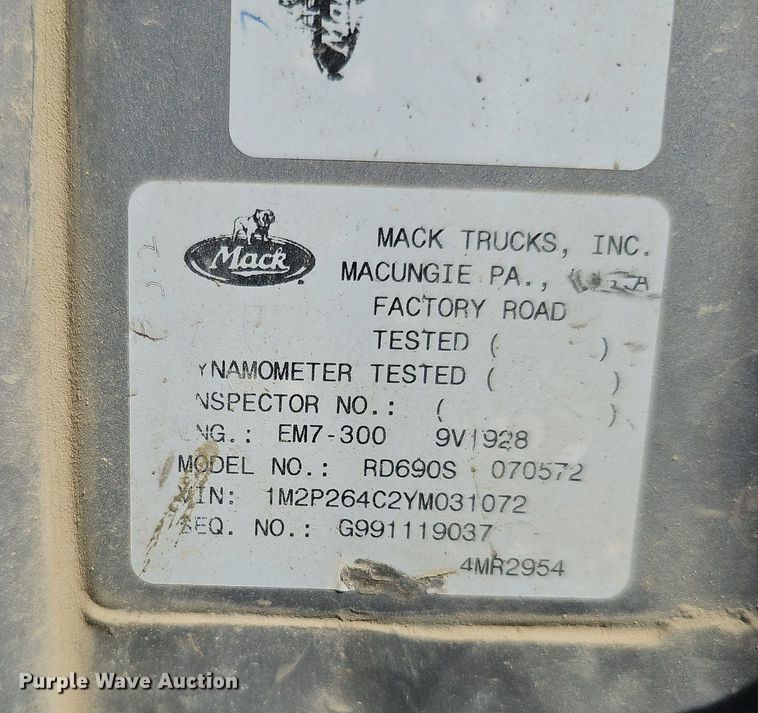 Mack
Mack
MACK TRUCKS, INC.
MACUNGIE PA.,
FACTORY ROAD
TESTED ( )
YNAMOMETER TESTED ( )
NSPECTOR NO.: ( )
NG.: EM7-300 9V1928
MODEL NO.: RD690S 070572
VIN: 1M2P264C2YM031072
SEQ. NO.: G991119037
4MR2954
Purple Wave Auction